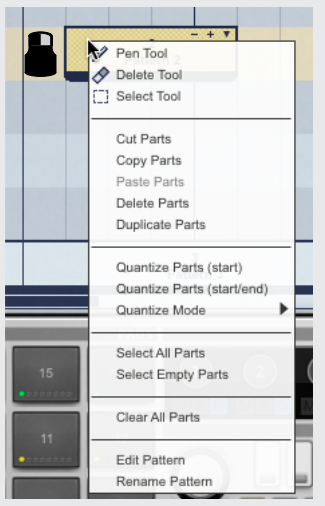 - + ▼
Pen Tool
Delete Tool
Select Tool
Cut Parts
Copy Parts
Paste Parts
Delete Parts
Duplicate Parts
Quantize Parts (start)
Quantize Parts (start/end)
Quantize Mode
Select All Parts
Select Empty Parts
Clear All Parts
Edit Pattern
Rename Pattern
15
2
11